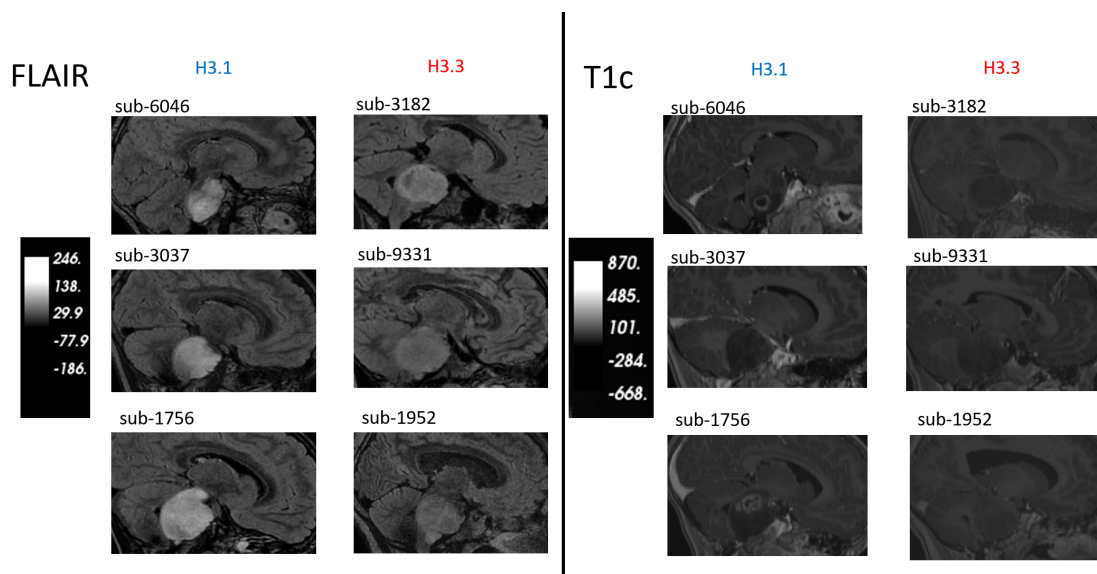 FLAIR
H3.1
H3.3
sub-6046
sub-3182
sub-3037
sub-9331
246.
138.
29.9
-77.9
-186.
sub-1756
sub-1952
T1c
H3.1
H3.3
sub-6046
sub-3182
sub-3037
sub-9331
870.
485.
101.
-284.
-668.
sub-1756
sub-1952